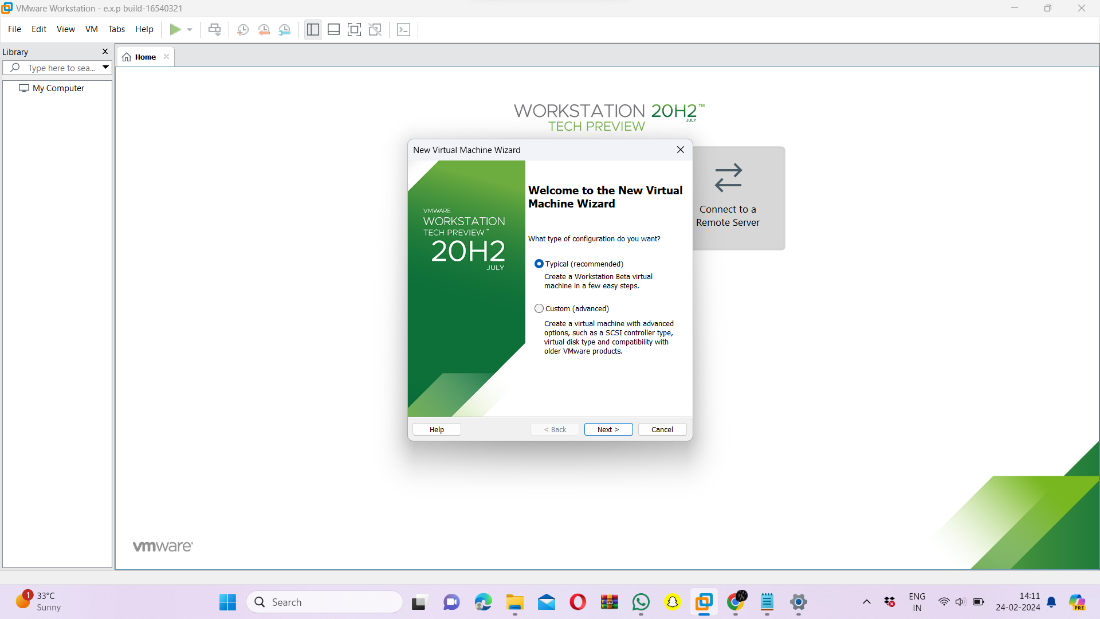 VMware Workstation - e.x.p build-16540321
File Edit View VM Tabs Help
Library
Type here to sea...
My Computer
Home
WORKSTATION 20H2™
JULY
TECH PREVIEW
New Virtual Machine Wizard
VMWARE
WORKSTATION
TECH PREVIEW™
20H2
JULY
Welcome to the New Virtual
Machine Wizard
What type of configuration do you want?
Typical (recommended)
Create a Workstation Beta virtual
machine in a few easy steps.
Custom (advanced)
Create a virtual machine with advanced
options, such as a SCSI controller type,
virtual disk type and compatibility with
older VMware products.
Help
< Back
Next >
Cancel
Connect to a
Remote Server
vmware®
1
33°C
Sunny
Search
ENG
IN
14:11
24-02-2024
PRE